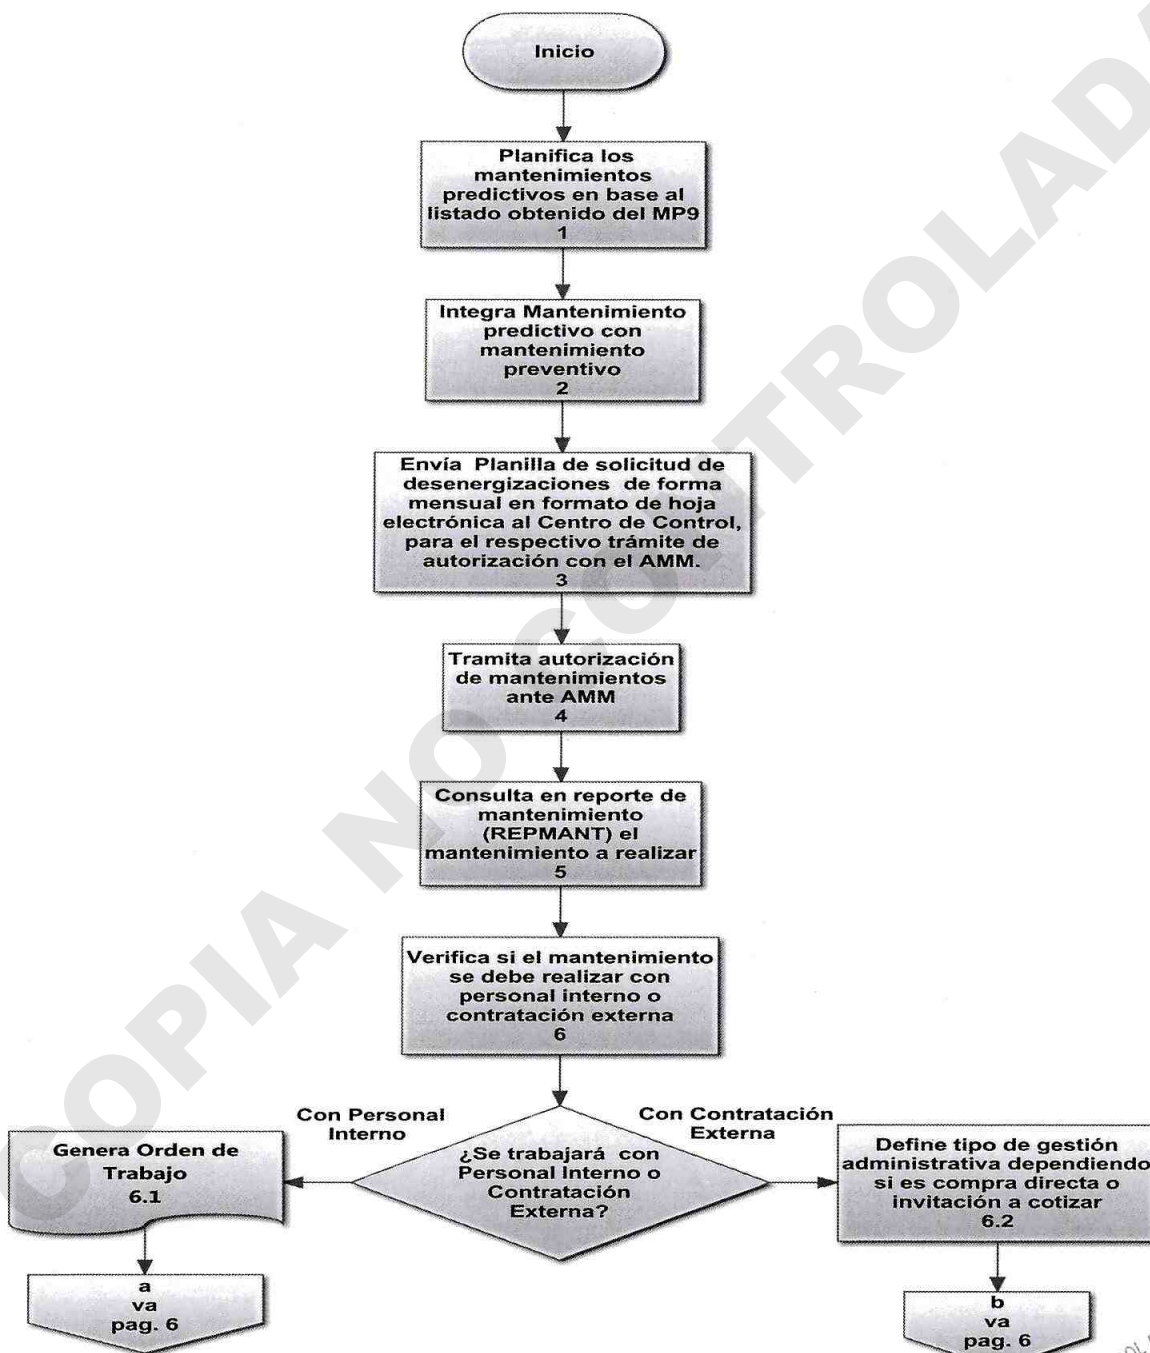 Inicio
Planifica los
mantenimientos
predictivos en base al
listado obtenido del MP9
1
Integra Mantenimiento
predictivo con
mantenimiento
preventivo
2
Envía Planilla de solicitud de
desenergizaciones de forma
mensual en formato de hoja
electrónica al Centro de Control,
para el respectivo trámite de
autorización con el AMM.
3
Tramita autorización
de mantenimientos
ante AMM
4
Consulta en reporte de
mantenimiento
(REPMANT) el
mantenimiento a realizar
5
Verifica si el mantenimiento
se debe realizar con
personal interno o
contratación externa
6
Con Personal
Interno
Con Contratación
Externa
¿Se trabajará con
Personal Interno o
Contratación
Externa?
Genera Orden de
Trabajo
6.1
Define tipo de gestión
administrativa dependiendo
si es compra directa o
invitación a cotizar
6.2
a
va
pag. 6
b
va
pag. 6
COPIA NO CONTROLADA